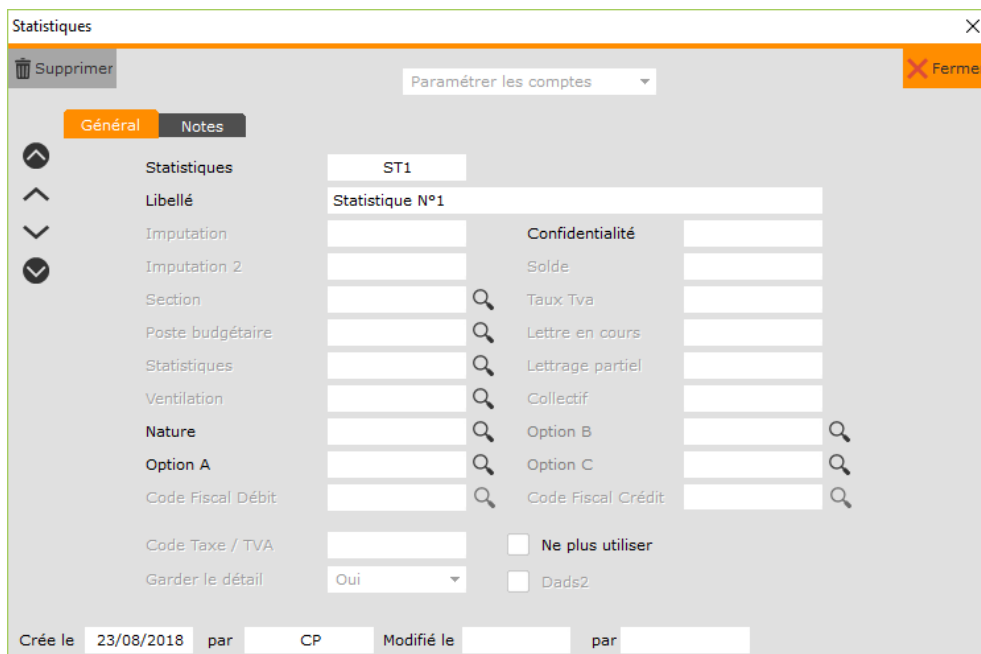 Statistiques
Supprimer Paramétrer les comptes Ferme
Général Notes
Statistiques ST1
Libellé Statistique N°1
Imputation Confidentialité
Imputation 2 Solde
Section Taux Tva
Poste budgétaire Lettre en cours
Statistiques Lettrage partiel
Ventilation Collectif
Nature Option B
Option A Option C
Code Fiscal Débit Code Fiscal Crédit
Code Taxe / TVA Ne plus utiliser
Garder le détail Oui Dads2
Crée le 23/08/2018 par CP Modifié le par